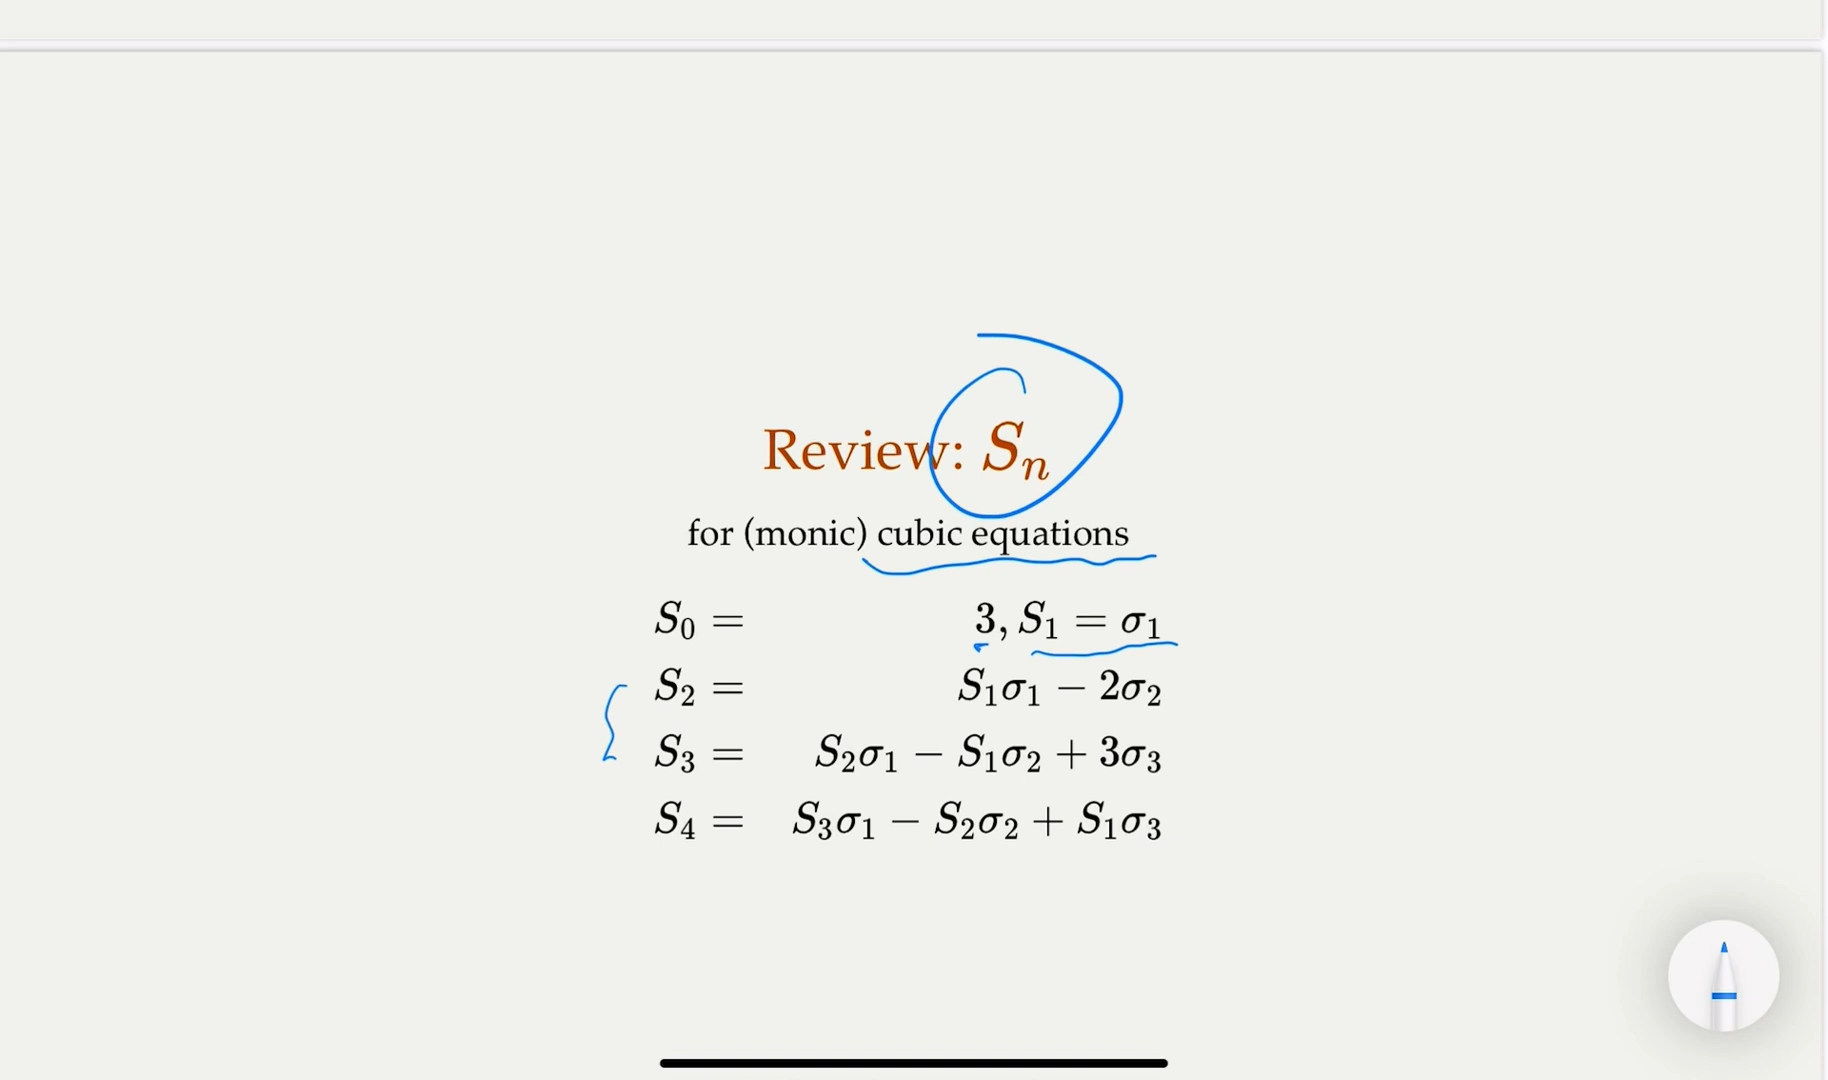 Review: Sₙ
for (monic) cubic equations
S₀ = 3, S₁ = σ₁
S₂ = S₁σ₁ − 2σ₂
S₃ = S₂σ₁ − S₁σ₂ + 3σ₃
S₄ = S₃σ₁ − S₂σ₂ + S₁σ₃